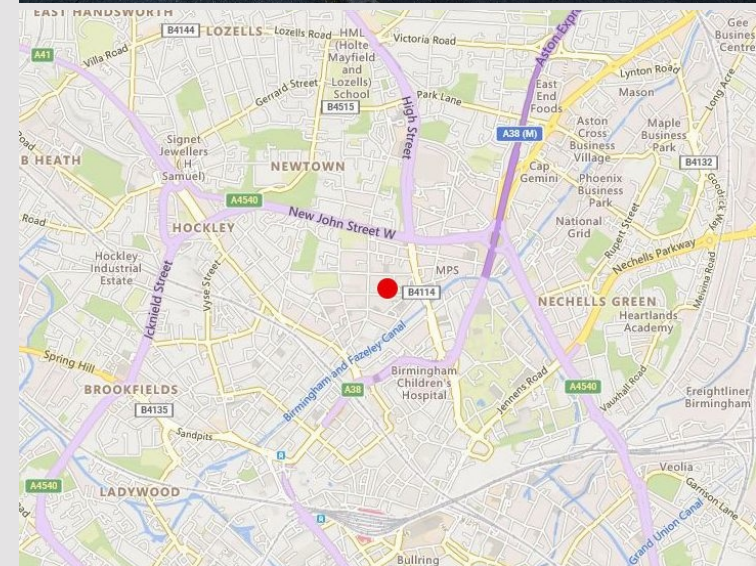 EAST HANDSWORTH
B4144
LOZELLS
Lozells Road
HML
(Holte
Mayfield
and
Lozells)
School
Victoria Road
Aston Expr
Gee
Busines
Centre
A41
Villa Road
Gerrard Street
B4515
Park Lane
High Street
East
End
Foods
Lynton Road
Mason
Long Acre
A38 (M)
Aston
Cross
Business
Village
Maple
Business
Park
B4132
Signet
Jewellers
(H
Samuel)
Road
B HEATH
NEWTOWN
Cap
Gemini
Phoenix
Business
Park
Goodrick Way
A4540
New John Street W
National
Grid
Rupert Street
Road
HOCKLEY
Hockley
Industrial
Estate
Vyse Street
Icknield Street
MPS
B4114
Nechells Parkway
Melvina Road
NECHELLS GREEN
Heartlands
Academy
Birmingham and Fazeley Canal
Spring Hill
BROOKFIELDS
A38
Birmingham
Children's
Hospital
Jennens Road
A4540
Vauxhall Road
Freightliner
Birmingham
B4135
Sandpits
A4540
LADYWOOD
Veolia
Garrison Lane
Grand Union Canal
Bullring